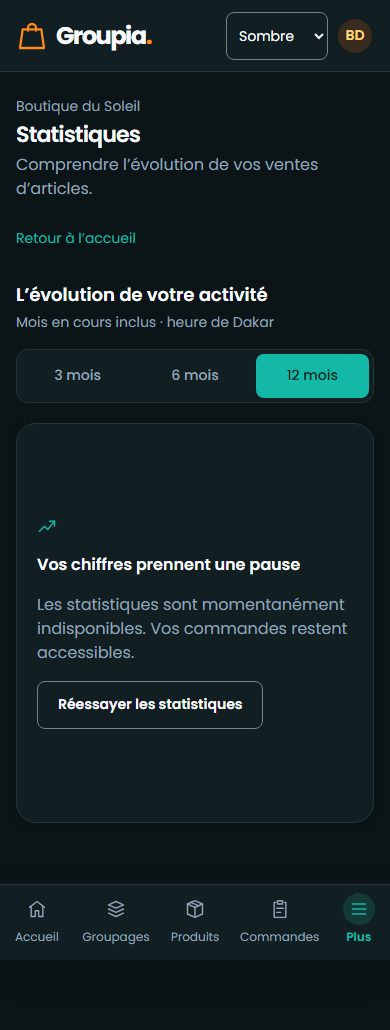 Groupia.
Sombre
BD
Boutique du Soleil
Statistiques
Comprendre l’évolution de vos ventes
d’articles.
Retour à l’accueil
L’évolution de votre activité
Mois en cours inclus · heure de Dakar
3 mois
6 mois
12 mois
Vos chiffres prennent une pause
Les statistiques sont momentanément
indisponibles. Vos commandes restent
accessibles.
Réessayer les statistiques
Accueil
Groupages
Produits
Commandes
Plus